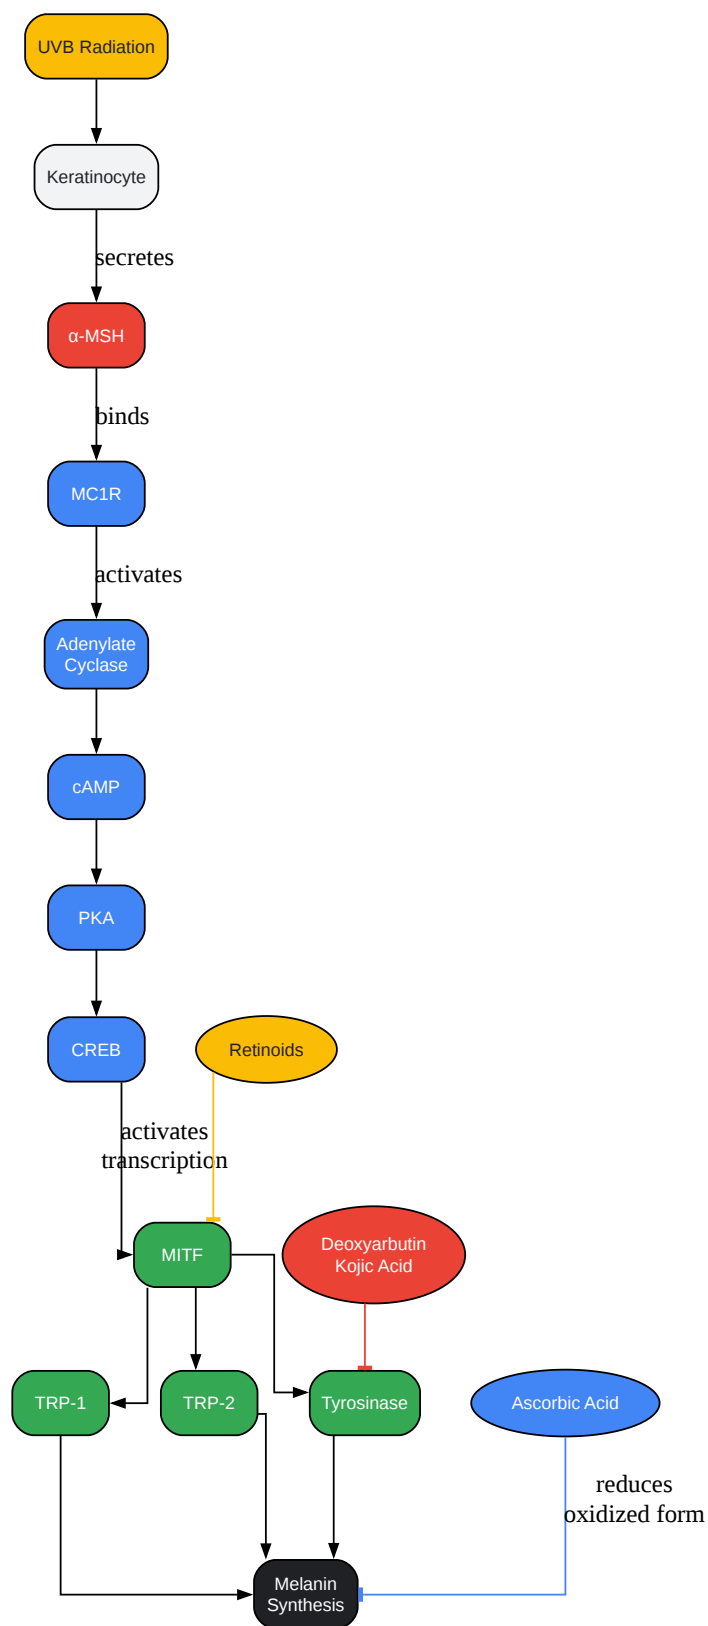 UVB Radiation
Keratinocyte
secretes
α-MSH
binds
MC1R
activates
Adenylate
Cyclase
cAMP
PKA
CREB
Retinoids
activates
transcription
MITF
Deoxyarbutin
Kojic Acid
TRP-1
TRP-2
Tyrosinase
Ascorbic Acid
reduces
oxidized form
Melanin
Synthesis